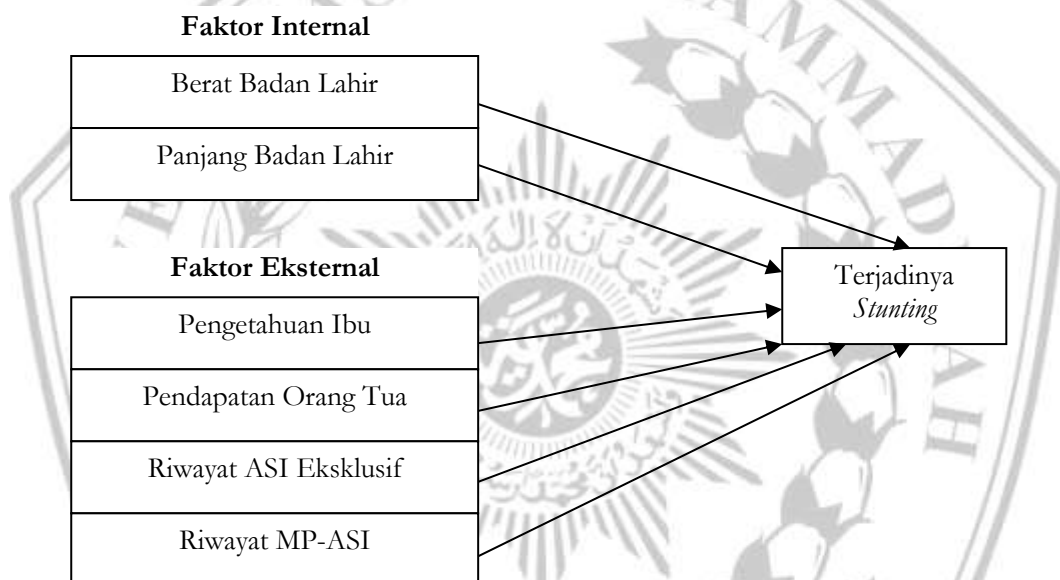 Faktor Internal
Berat Badan Lahir
Panjang Badan Lahir
Faktor Eksternal
Pengetahuan Ibu
Pendapatan Orang Tua
Riwayat ASI Eksklusif
Riwayat MP-ASI
Terjadinya
Stunting